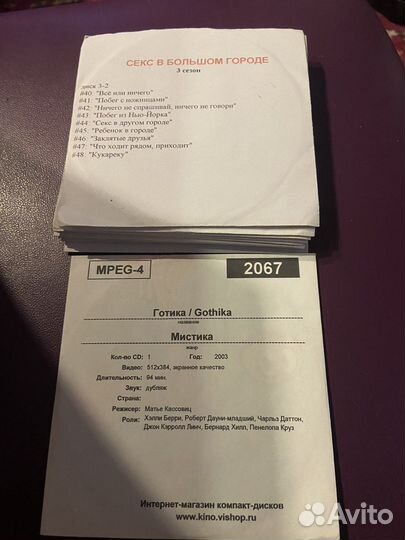 СЕКС В БОЛЬШОМ ГОРОДЕ
3 сезон
диск 3-2
#40 "Всё или ничего"
#41: "Побег с ножницами"
#42: "Ничего не спрашивай, ничего не говори"
#43: "Побег из Нью-Йорка"
#44: "Секс в другом городе"
#45: "Ребенок в городе"
#46: "Заклятые друзья"
#47: "Что ходит рядом, приходит"
#48: "Кукареку"
MPEG-4 2067
Готика / Gothika
название
Мистика
жанр
Кол-во CD: 1 Год: 2003
Видео: 512x384, экранное качество
Длительность: 94 мин.
Звук: дубляж
Страна:
Режисер: Матье Кассовиц
Роли: Хэлли Берри, Роберт Дауни-младший, Чарльз Даттон,
Джон Кэрролл Линч, Бернард Хилл, Пенелопа Круз
Интернет-магазин компакт-дисков
www.kino.vishop.ru
Avito